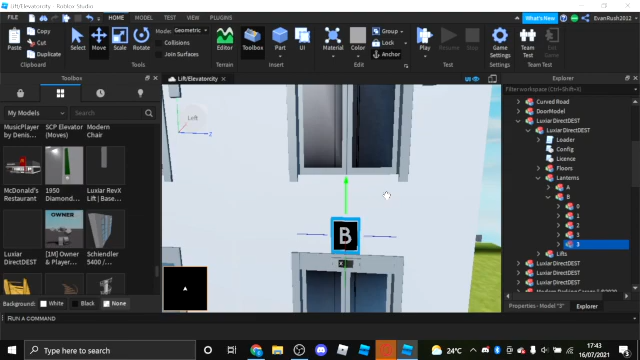 Lift/Elevatorcity - Roblox Studio
FILE
HOME
MODEL
TEST
VIEW
PLUGINS
What's New
EvanRush2012
Paste
Copy
Cut
Duplicate
Clipboard
Select
Move
Scale
Rotate
Mode: Geometric
Collisions
Join Surfaces
Tools
Editor
Terrain
Toolbox
Part
UI
Insert
Material
Color
Group
Lock
Anchor
Edit
Play
Test
Game
Settings
Settings
Team
Test
Team Test
Toolbox
Lift/Elevatorcity
Explorer
My Models
Search
Filter workspace (Ctrl+Shift+X)
MusicPlayer
by Denis...
SCP Elevator
(Moves)
Modern
Chair
McDonald's
Restaurant
1950
Diamond...
Luxiar RevX
Lift | Base...
OWNER
Luxiar
DirectDEST
[1M] Owner
& Player...
Schiendler
5400 /...
Background:
White
Black
None
Left
Z
B
Curved Road
DoorModel
Luxiar DirectDEST
Luxiar DirectDEST
Loader
Config
Licence
Floors
Lanterns
A
B
0
1
2
3
3
Lifts
Luxiar DirectDEST
Luxiar DirectDEST
Luxiar DirectDEST
Properties - Model "3"
Explorer
RUN A COMMAND
Type here to search
24°C
17:43
16/07/2021